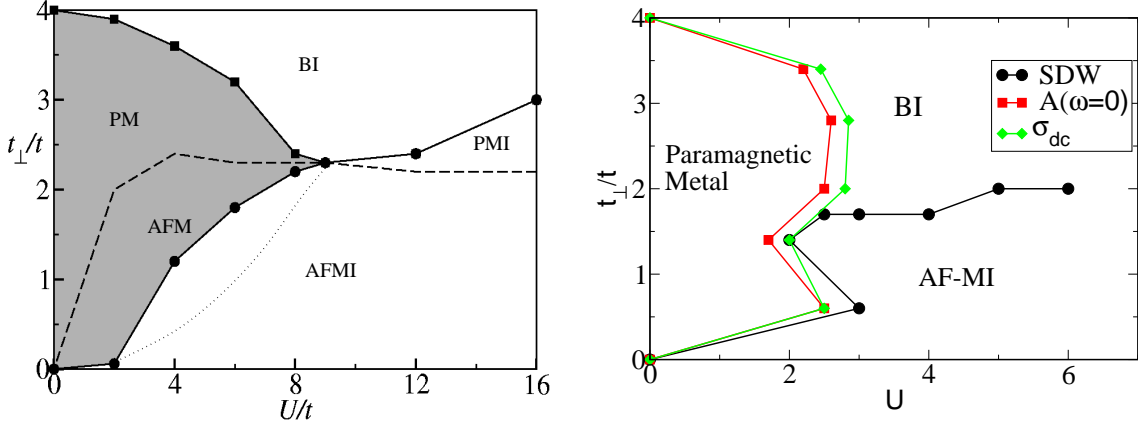 4
3
2
1
0
t⊥/t
BI
PM
PMI
AFM
AFMI
0
4
8
12
16
U/t
4
3
2
1
0
t⊥/t
SDW
A(ω=0)
σdc
BI
Paramagnetic
Metal
AF-MI
0
2
4
6
U